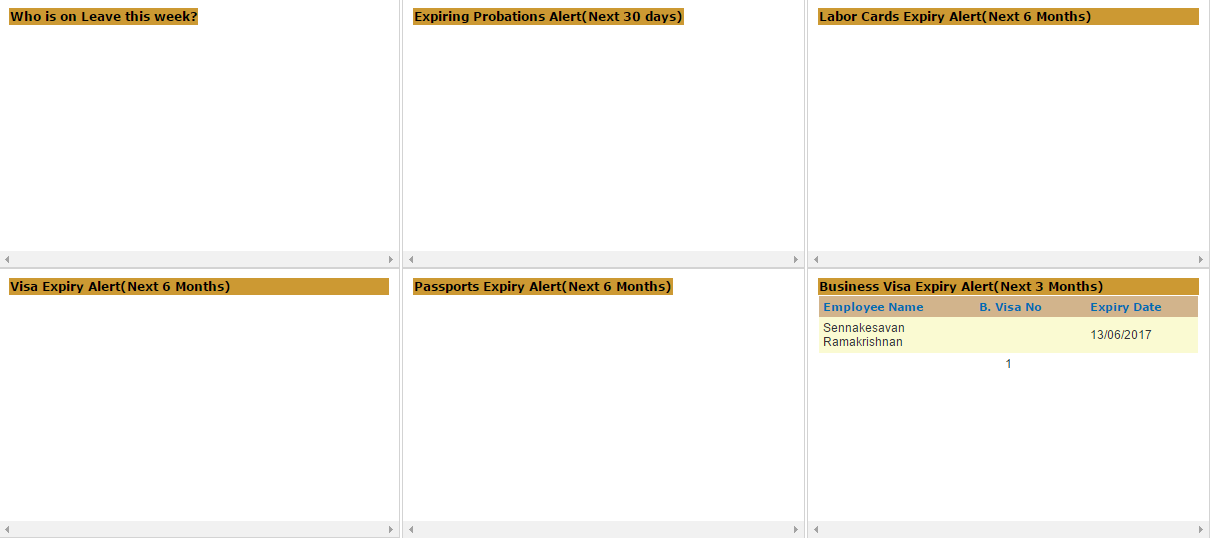 Who is on Leave this week?
Expiring Probations Alert(Next 30 days)
Labor Cards Expiry Alert(Next 6 Months)
Visa Expiry Alert(Next 6 Months)
Passports Expiry Alert(Next 6 Months)
Business Visa Expiry Alert(Next 3 Months)
Employee Name B. Visa No Expiry Date
Sennakesavan
Ramakrishnan 13/06/2017
1